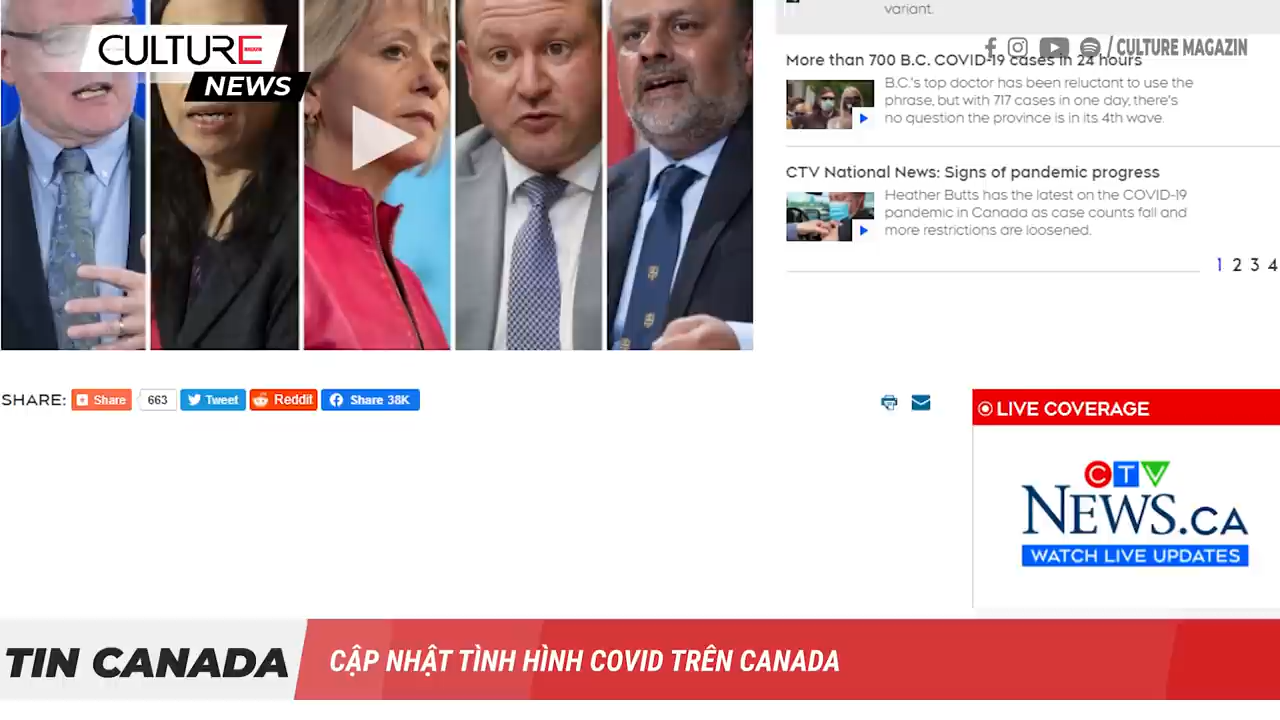 CULTURE
NEWS
variant.
/ CULTURE MAGAZIN
More than 700 B.C. COVID-19 cases in 24 hours
B.C.'s top doctor has been reluctant to use the
phrase, but with 717 cases in one day, there's
no question the province is in its 4th wave.
CTV National News: Signs of pandemic progress
Heather Butts has the latest on the COVID-19
pandemic in Canada as case counts fall and
more restrictions are loosened.
1 2 3 4
SHARE: Share 663 Tweet Reddit Share 38K
LIVE COVERAGE
CTV
NEWS.CA
WATCH LIVE UPDATES
TIN CANADA
CẬP NHẬT TÌNH HÌNH COVID TRÊN CANADA